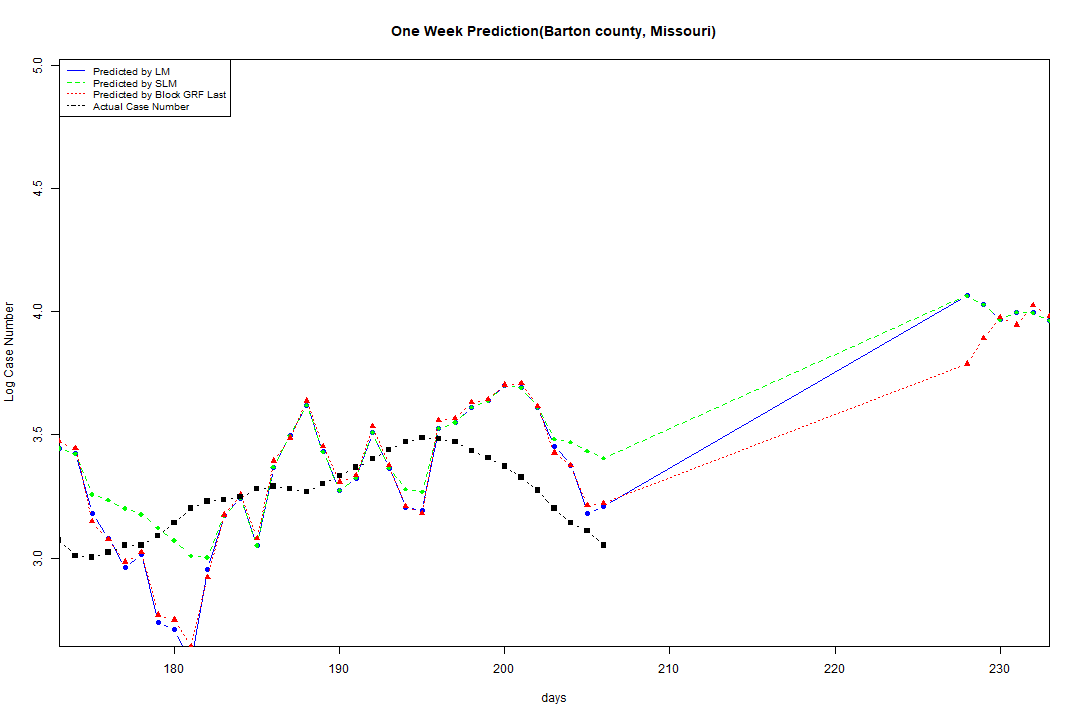 One Week Prediction(Barton county, Missouri)
Predicted by LM
Predicted by SLM
Predicted by Block GRF Last
Actual Case Number
Log Case Number
5.0
4.5
4.0
3.5
3.0
180 190 200 210 220 230
days